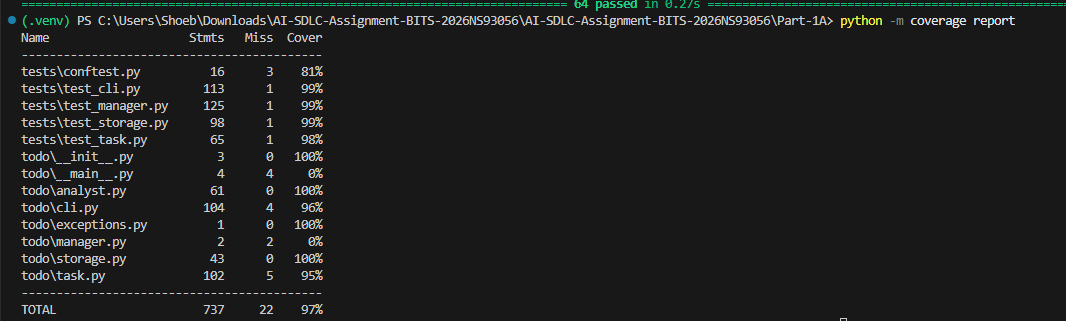 64 passed in 0.27s
(.venv) PS C:\Users\Shoeb\Downloads\AI-SDLC-Assignment-BITS-2026NS93056\AI-SDLC-Assignment-BITS-2026NS93056\Part-1A> python -m coverage report
Name Stmts Miss Cover
-------------------------------------------
tests\conftest.py 16 3 81%
tests\test_cli.py 113 1 99%
tests\test_manager.py 125 1 99%
tests\test_storage.py 98 1 99%
tests\test_task.py 65 1 98%
todo\__init__.py 3 0 100%
todo\__main__.py 4 4 0%
todo\analyst.py 61 0 100%
todo\cli.py 104 4 96%
todo\exceptions.py 1 0 100%
todo\manager.py 2 2 0%
todo\storage.py 43 0 100%
todo\task.py 102 5 95%
-------------------------------------------
TOTAL 737 22 97%